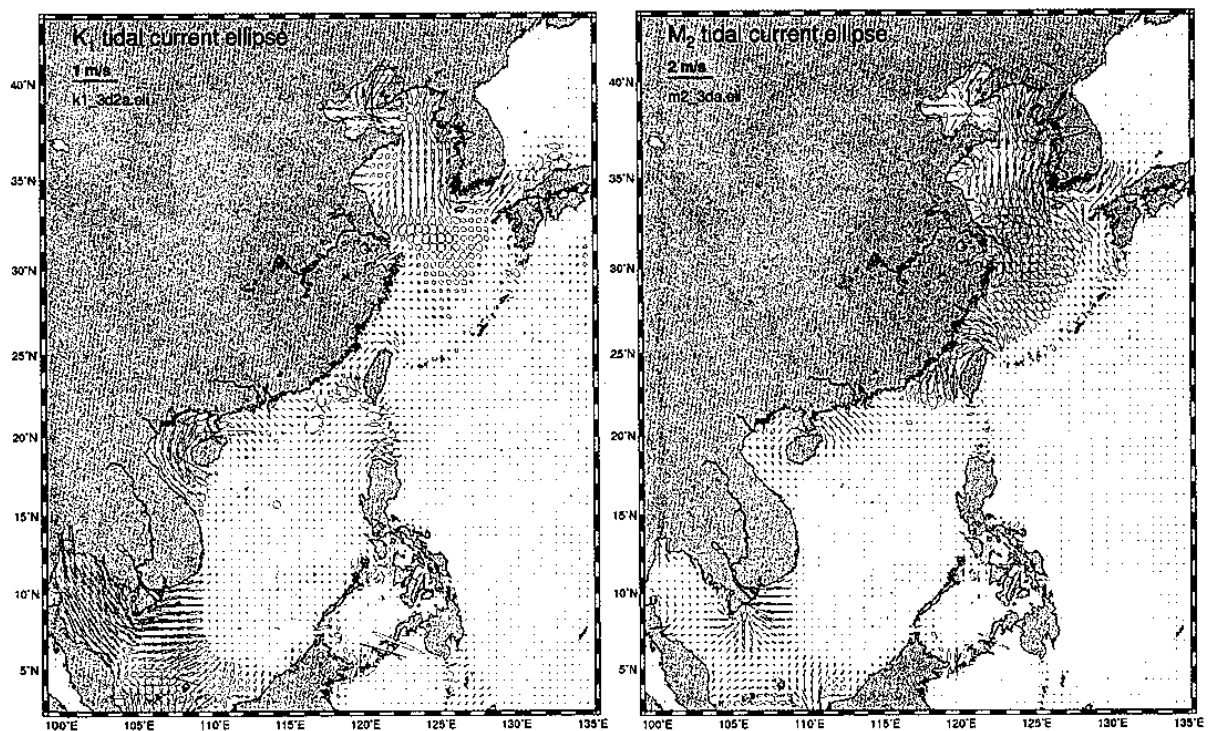 K₁ tidal current ellipse
1 m/s
k1_3d2a.ell
40°N
35°N
30°N
25°N
20°N
15°N
10°N
5°N
100°E 105°E 110°E 115°E 120°E 125°E 130°E 135°E
M₂ tidal current ellipse
2 m/s
m2_3da.ell
40°N
35°N
30°N
25°N
20°N
15°N
10°N
5°N
100°E 105°E 110°E 115°E 120°E 125°E 130°E 135°E